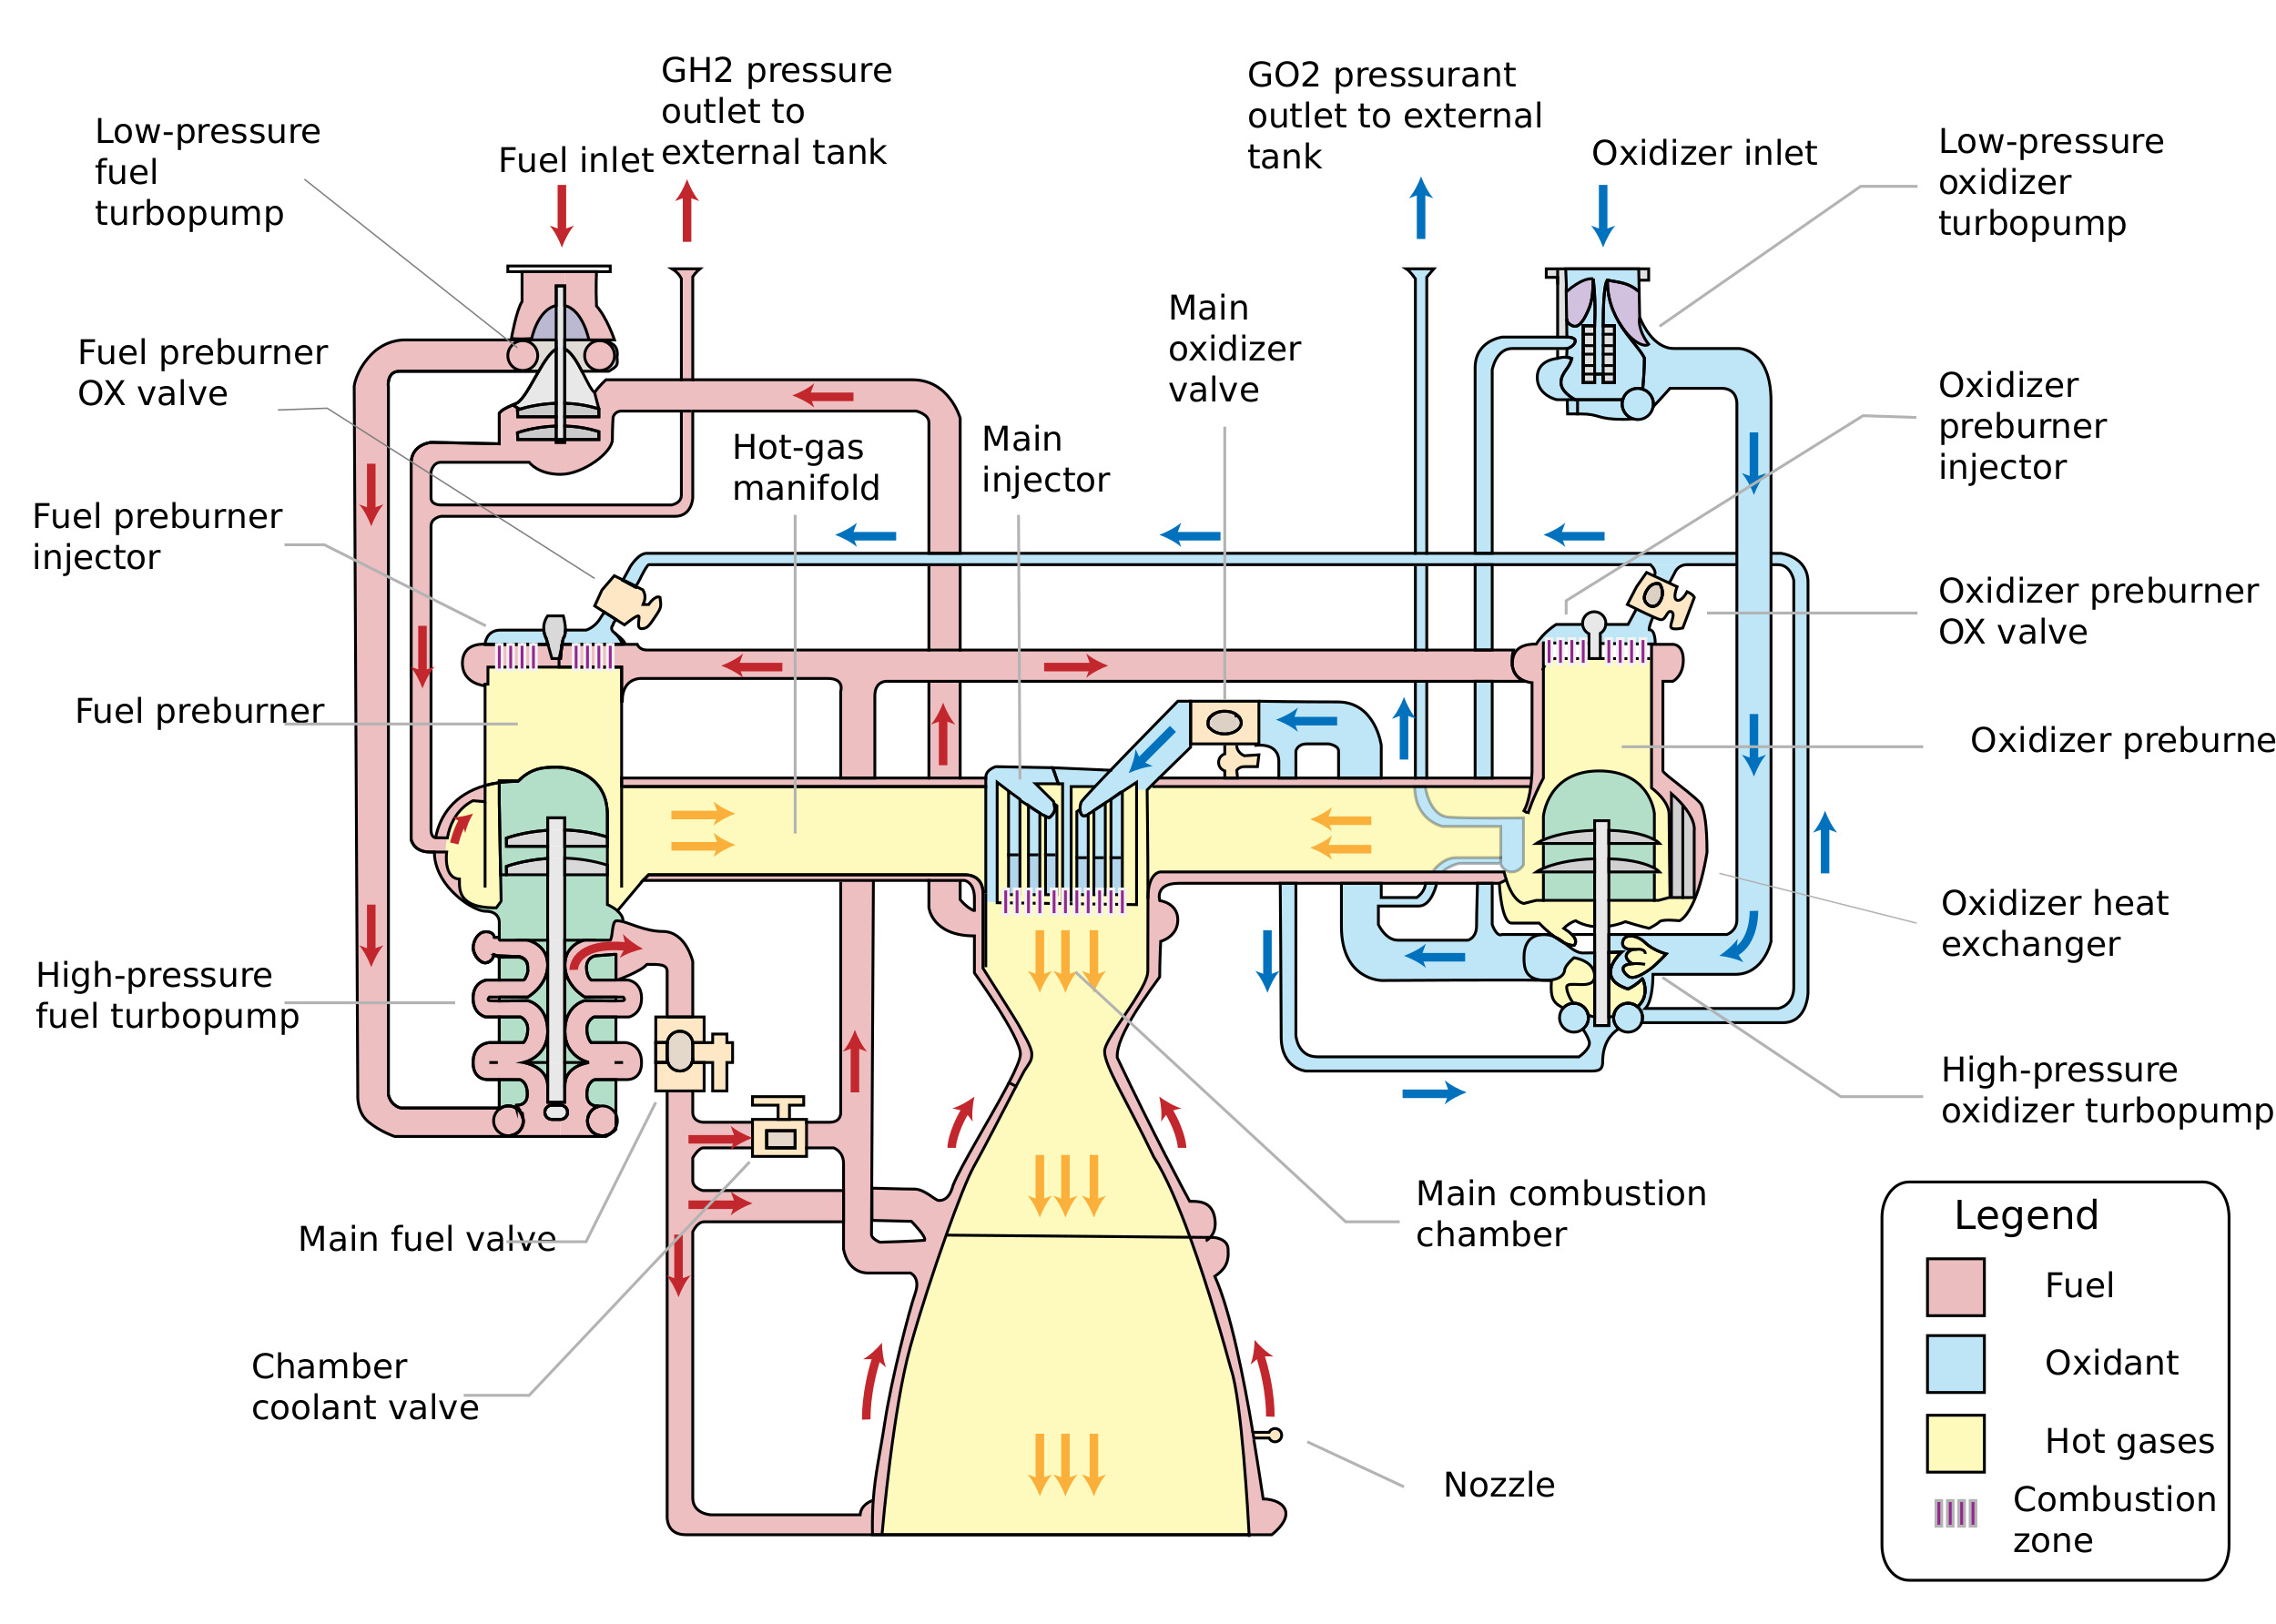 GH2 pressure
outlet to
external tank
GO2 pressurant
outlet to external
tank
Low-pressure
fuel
turbopump
Fuel inlet
Oxidizer inlet
Low-pressure
oxidizer
turbopump
Main
oxidizer
valve
Fuel preburner
OX valve
Oxidizer
preburner
injector
Hot-gas
manifold
Main
injector
Fuel preburner
injector
Oxidizer preburner
OX valve
Fuel preburner
Oxidizer preburne
Oxidizer heat
exchanger
High-pressure
fuel turbopump
High-pressure
oxidizer turbopump
Main combustion
chamber
Main fuel valve
Chamber
coolant valve
Nozzle
Legend
Fuel
Oxidant
Hot gases
Combustion
zone